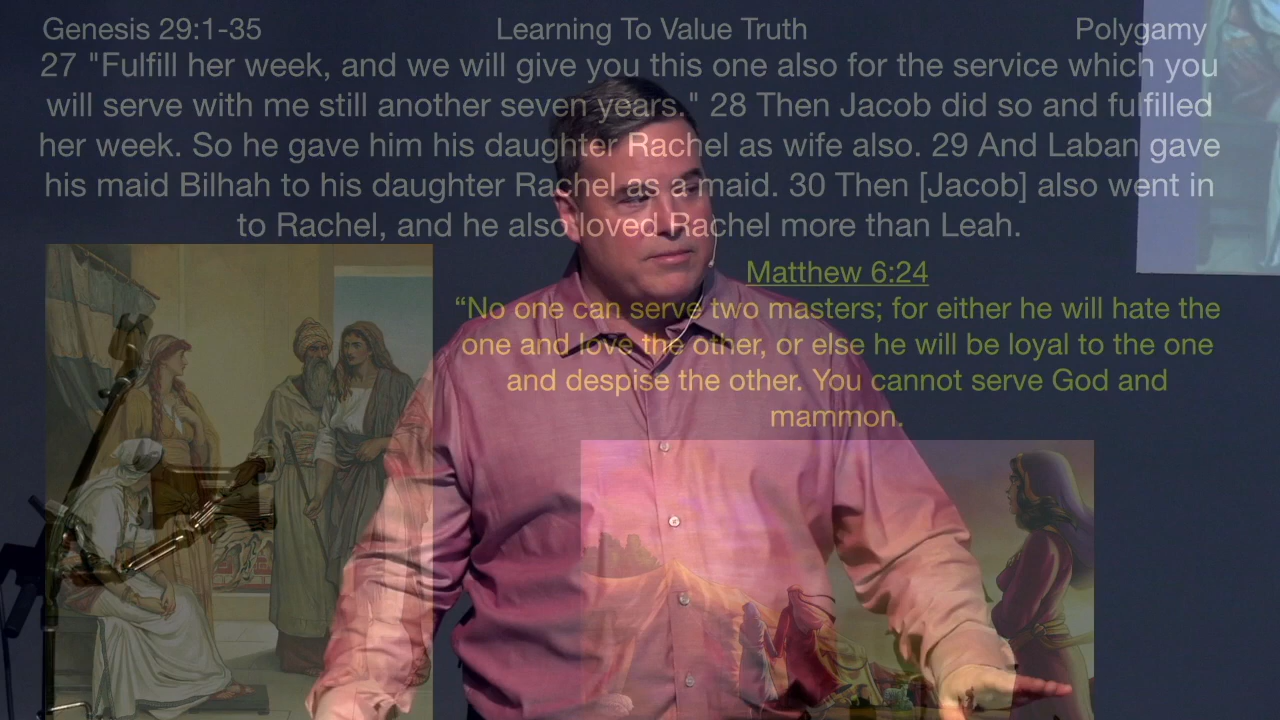 Genesis 29:1-35 Learning To Value Truth Polygamy
27 "Fulfill her week, and we will give you this one also for the service which you
will serve with me still another seven years." 28 Then Jacob did so and fulfilled
her week. So he gave him his daughter Rachel as wife also. 29 And Laban gave
his maid Bilhah to his daughter Rachel as a maid. 30 Then [Jacob] also went in
to Rachel, and he also loved Rachel more than Leah.
Matthew 6:24
“No one can serve two masters; for either he will hate the
one and love the other, or else he will be loyal to the one
and despise the other. You cannot serve God and
mammon.